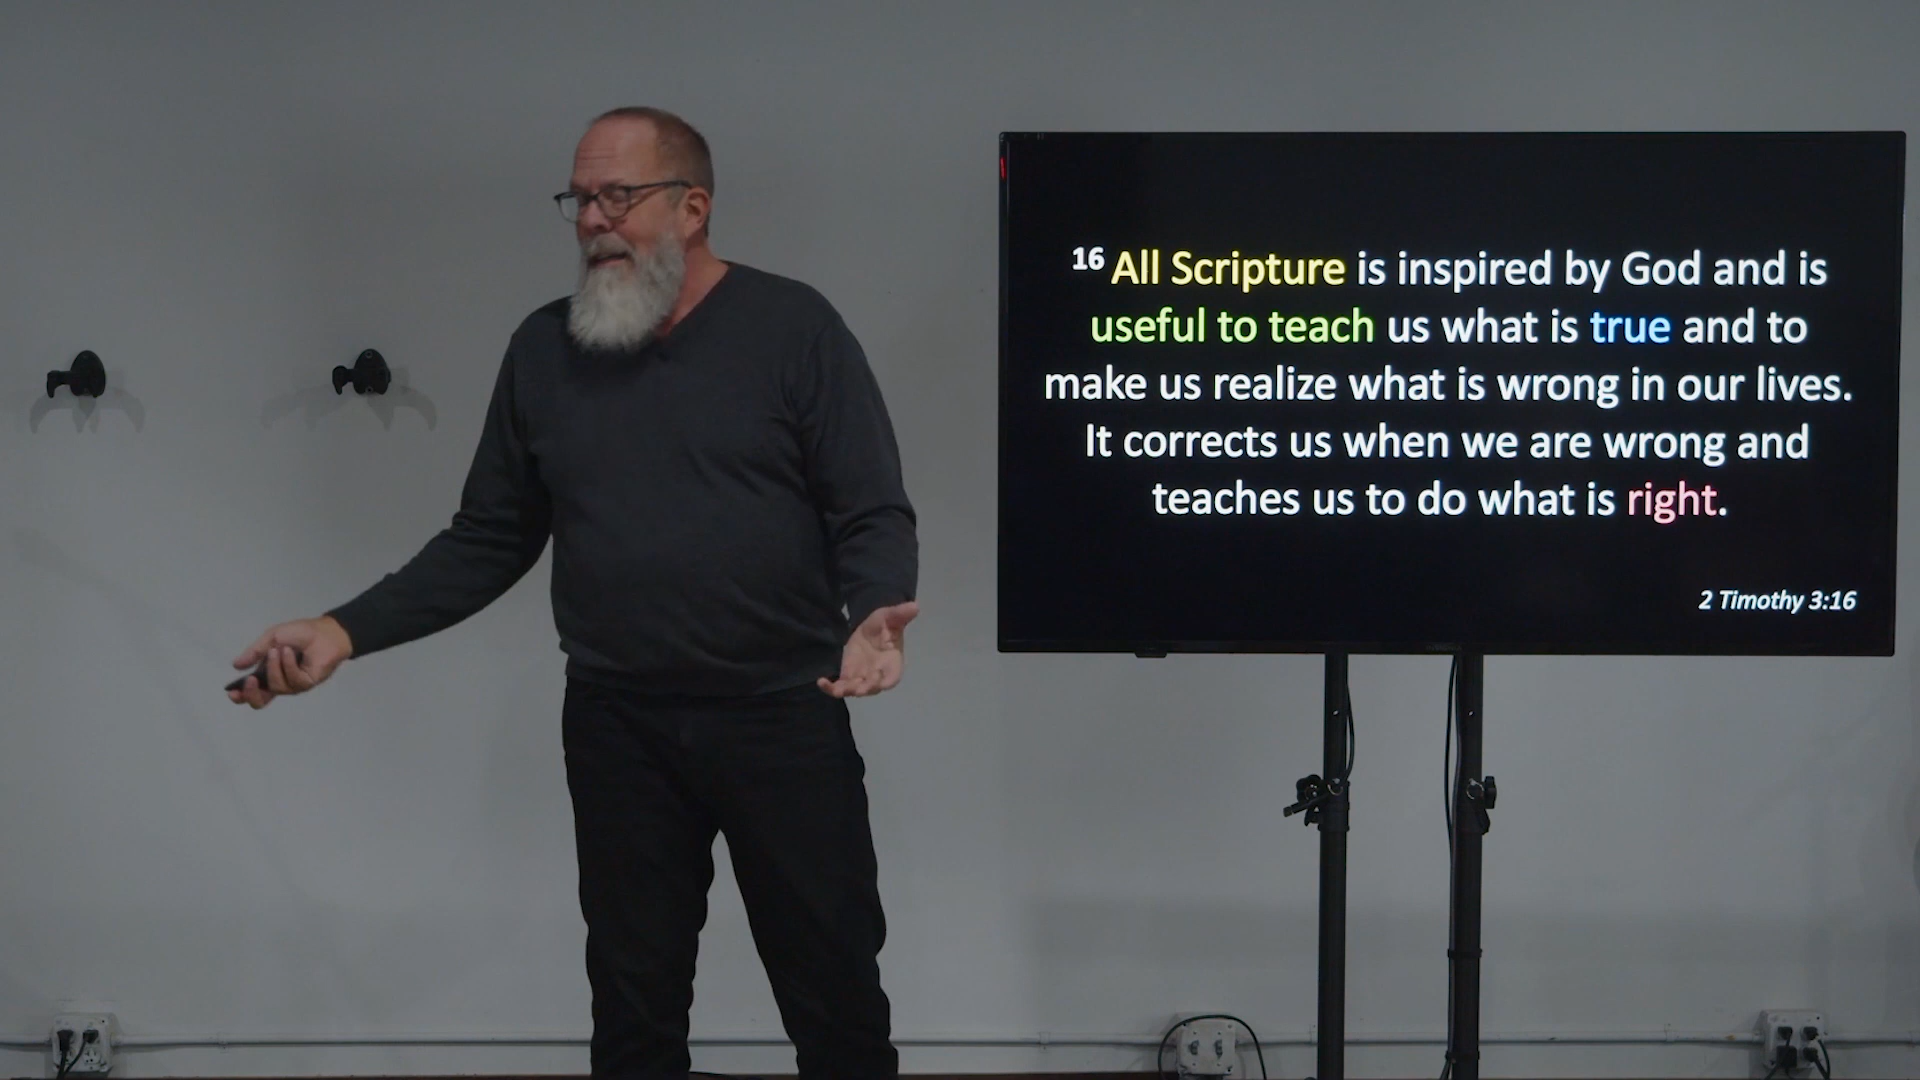 16 All Scripture is inspired by God and is
useful to teach us what is true and to
make us realize what is wrong in our lives.
It corrects us when we are wrong and
teaches us to do what is right.
2 Timothy 3:16